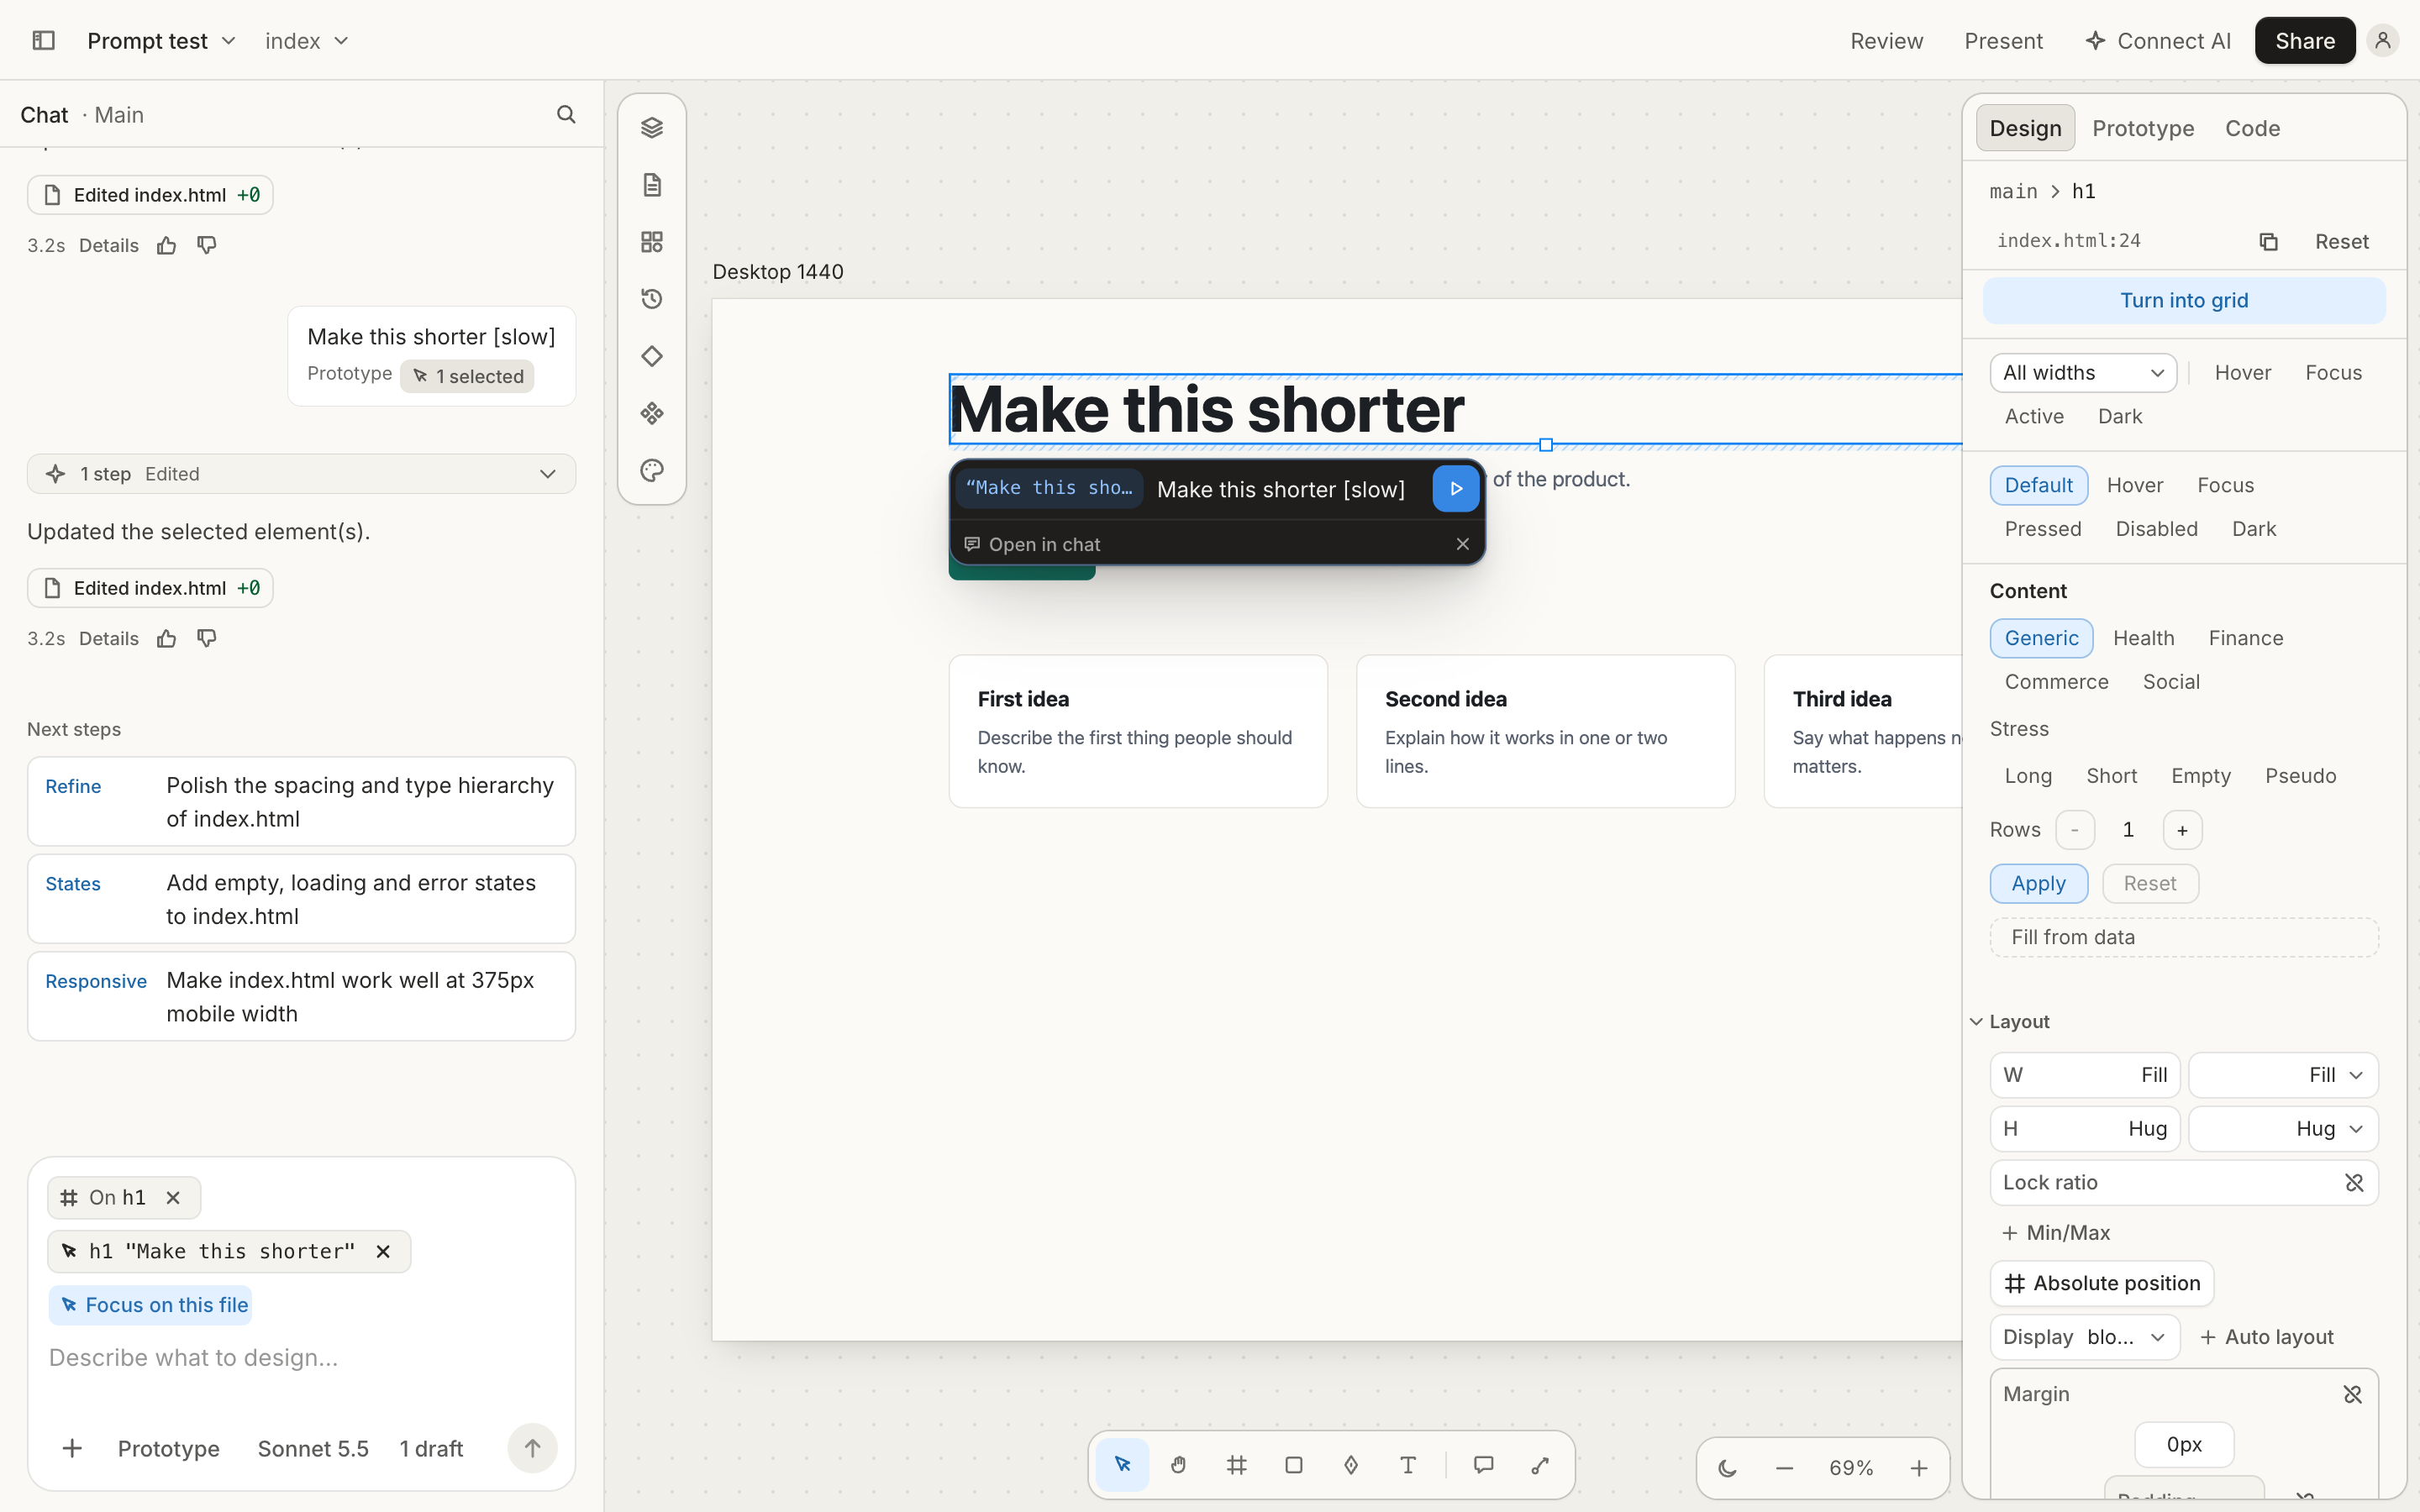 Prompt test
index
Review
Present
Connect AI
Share
Chat · Main
Edited index.html +0
3.2s Details
Make this shorter [slow]
Prototype 1 selected
1 step Edited
Updated the selected element(s).
Edited index.html +0
3.2s Details
Next steps
Refine Polish the spacing and type hierarchy
of index.html
States Add empty, loading and error states
to index.html
Responsive Make index.html work well at 375px
mobile width
On h1
h1 "Make this shorter"
Focus on this file
Describe what to design...
Prototype Sonnet 5.5 1 draft
Desktop 1440
Make this shorter
“Make this sho… Make this shorter [slow]
of the product.
Open in chat
First idea
Describe the first thing people should
know.
Second idea
Explain how it works in one or two
lines.
Third idea
Say what happens
matters.
69%
Design Prototype Code
main > h1
index.html:24 Reset
Turn into grid
All widths Hover Focus
Active Dark
Default Hover Focus
Pressed Disabled Dark
Content
Generic Health Finance
Commerce Social
Stress
Long Short Empty Pseudo
Rows - 1 +
Apply Reset
Fill from data
Layout
W Fill Fill
H Hug Hug
Lock ratio
+ Min/Max
Absolute position
Display blo... + Auto layout
Margin
0px